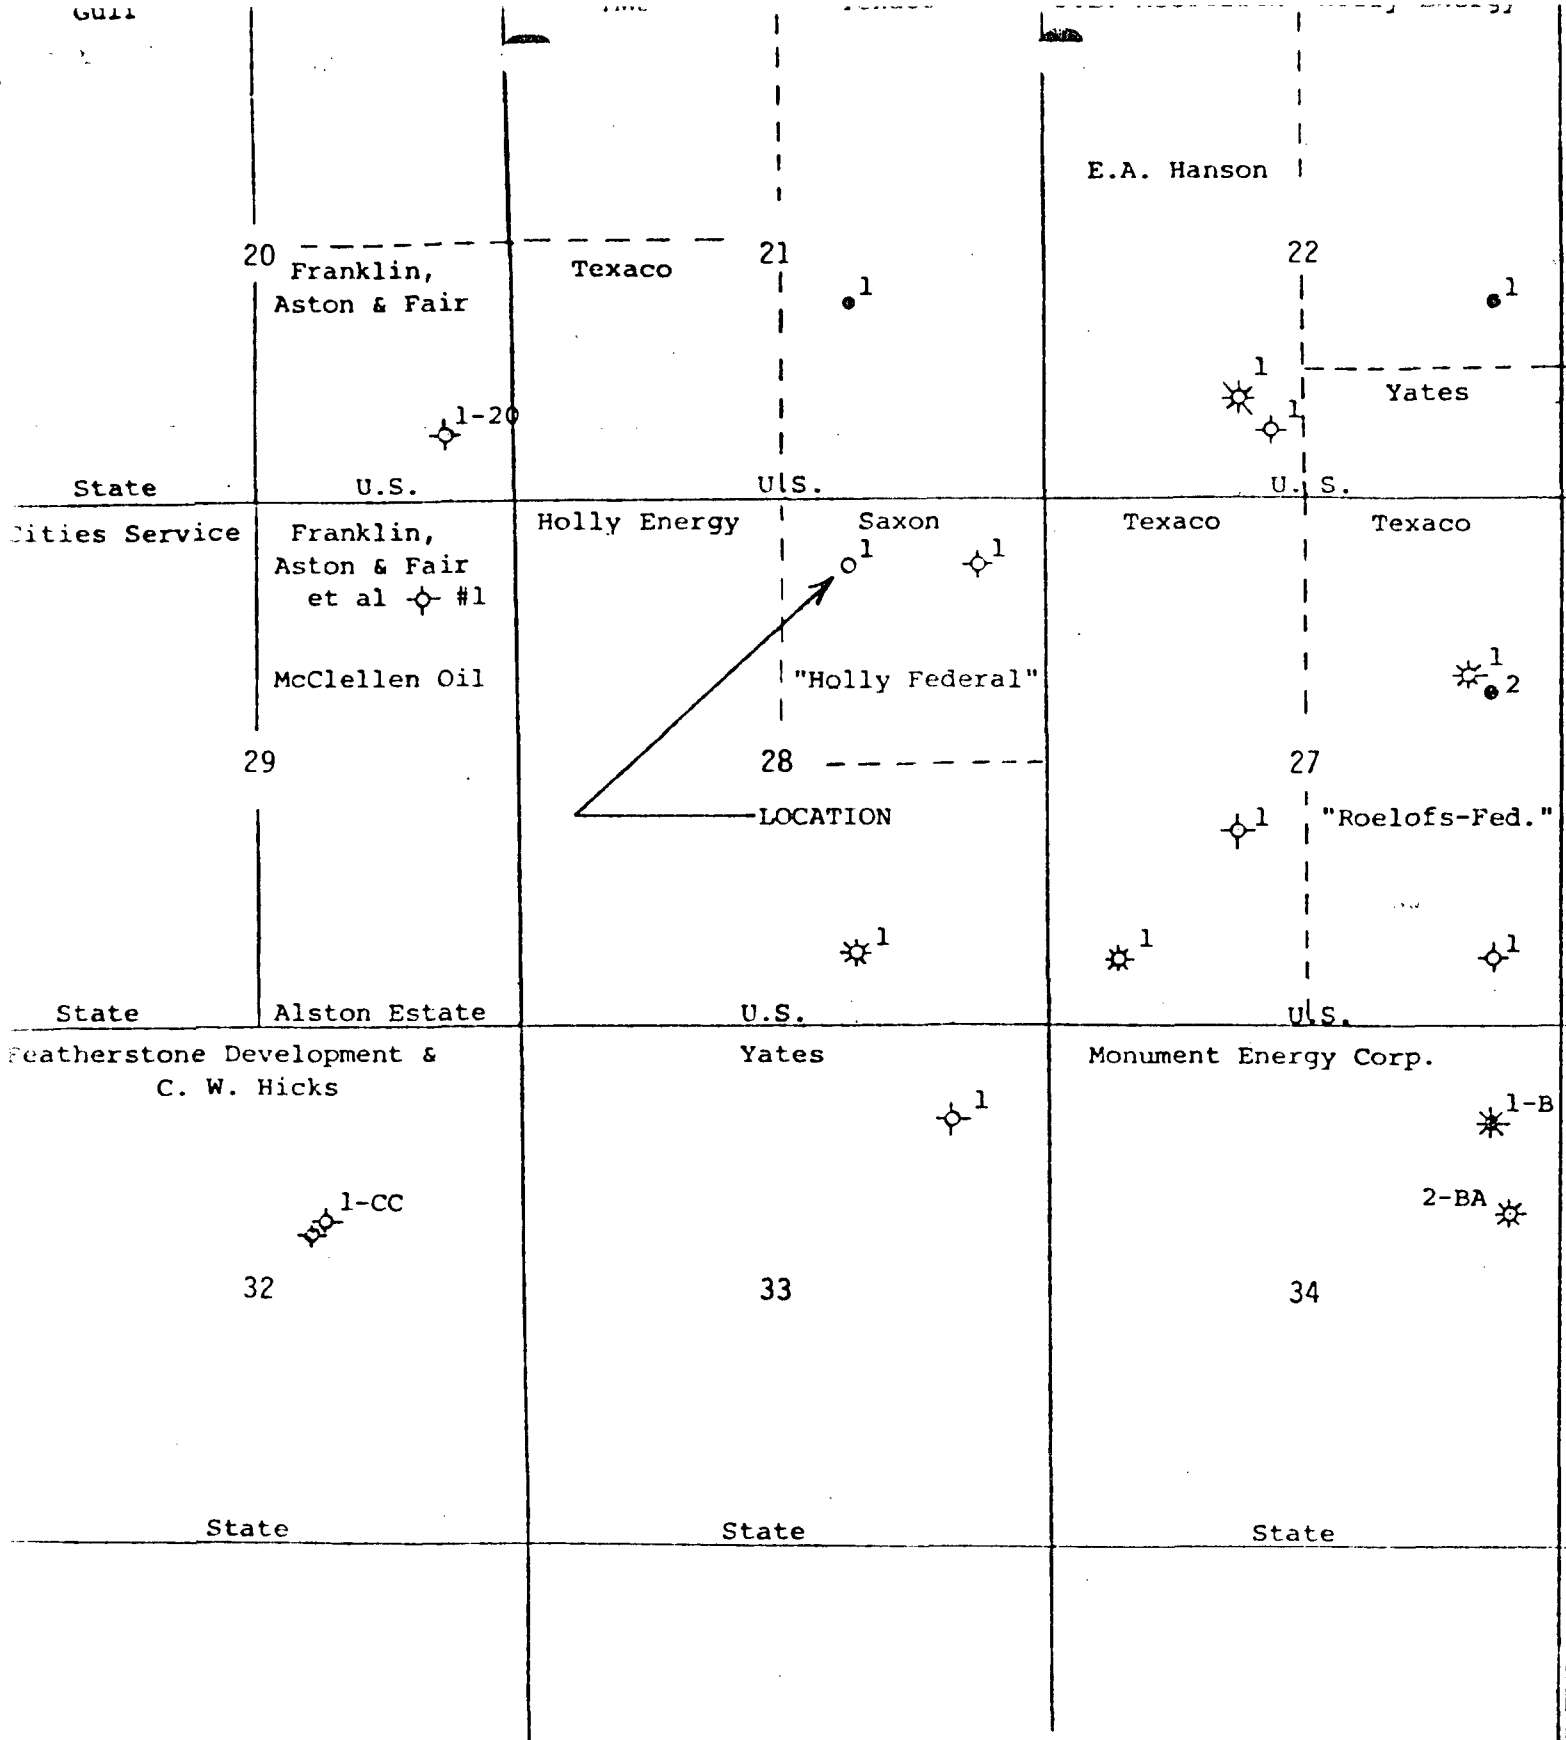 Gulf
E.A. Hanson
20
21
22
Franklin,
Aston & Fair
Texaco
1
1
1
1
Yates
1-20
State
U.S.
U.S.
U.S.
Cities Service
Franklin,
Aston & Fair
et al #1
Holly Energy
Saxon
Texaco
Texaco
1
1
McClellen Oil
"Holly Federal"
1
2
29
28
27
LOCATION
1
"Roelofs-Fed."
1
1
1
State
Alston Estate
U.S.
U.S.
Featherstone Development &
C. W. Hicks
Yates
Monument Energy Corp.
1
1-B
1-CC
2-BA
32
33
34
State
State
State